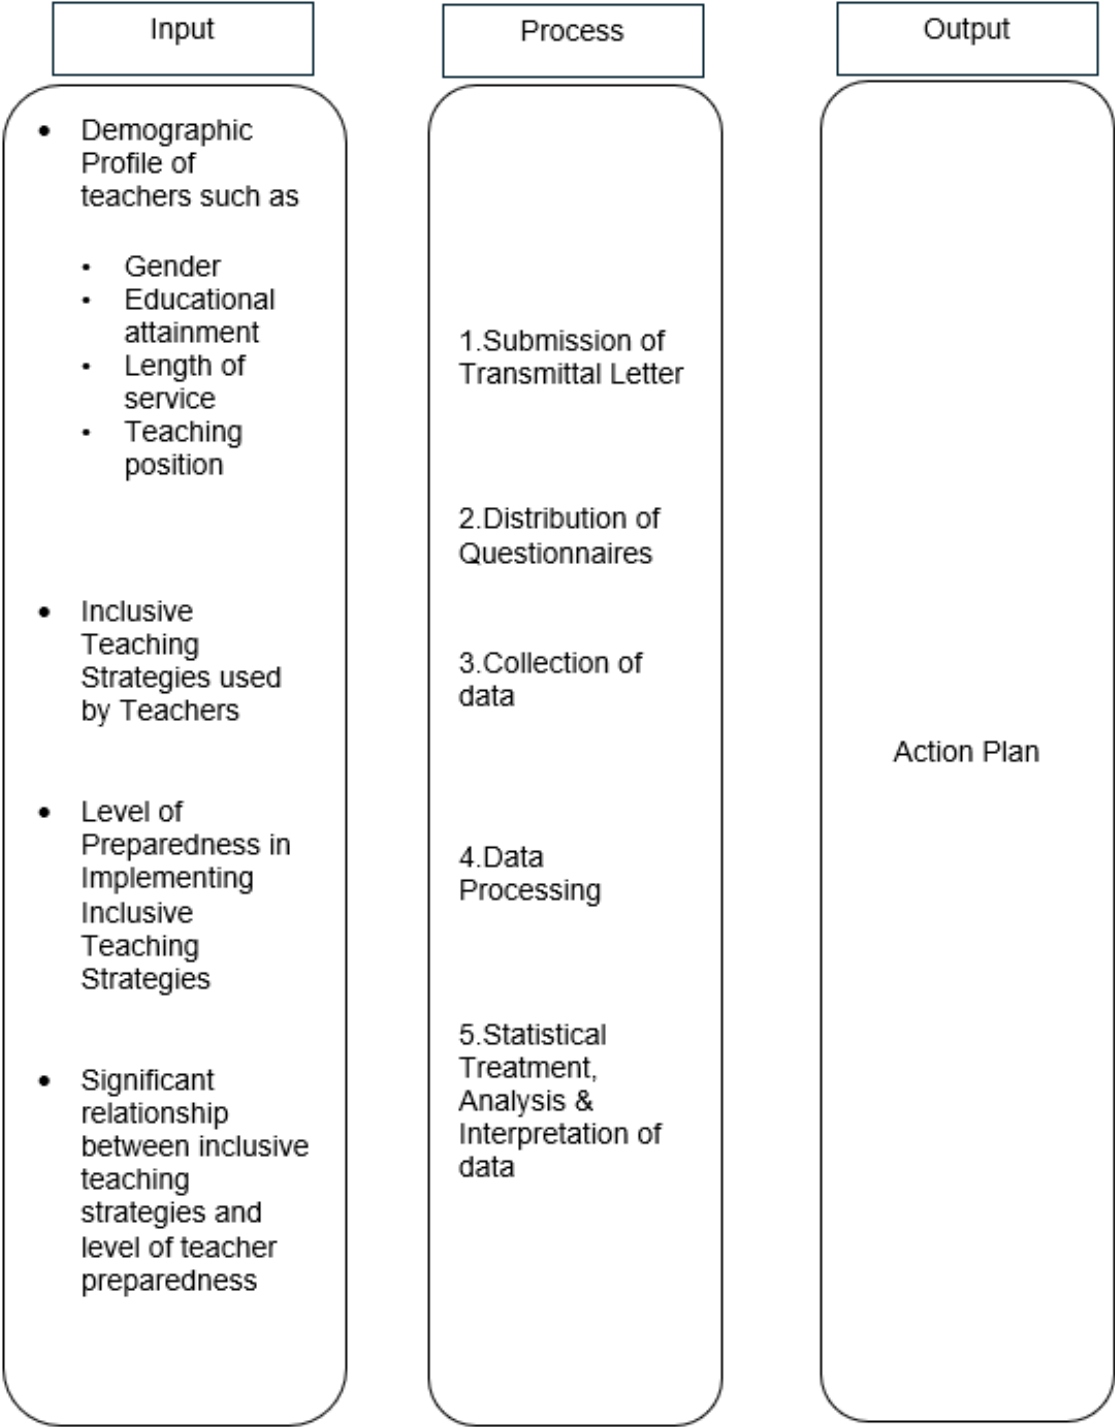 Input
Demographic
Profile of
teachers such as
Gender
Educational
attainment
Length of
service
Teaching
position
Inclusive
Teaching
Strategies used
by Teachers
Level of
Preparedness in
Implementing
Inclusive
Teaching
Strategies
Significant
relationship
between inclusive
teaching
strategies and
level of teacher
preparedness
Process
1.Submission of
Transmittal Letter
2.Distribution of
Questionnaires
3.Collection of
data
4.Data
Processing
5.Statistical
Treatment,
Analysis &
Interpretation of
data
Output
Action Plan